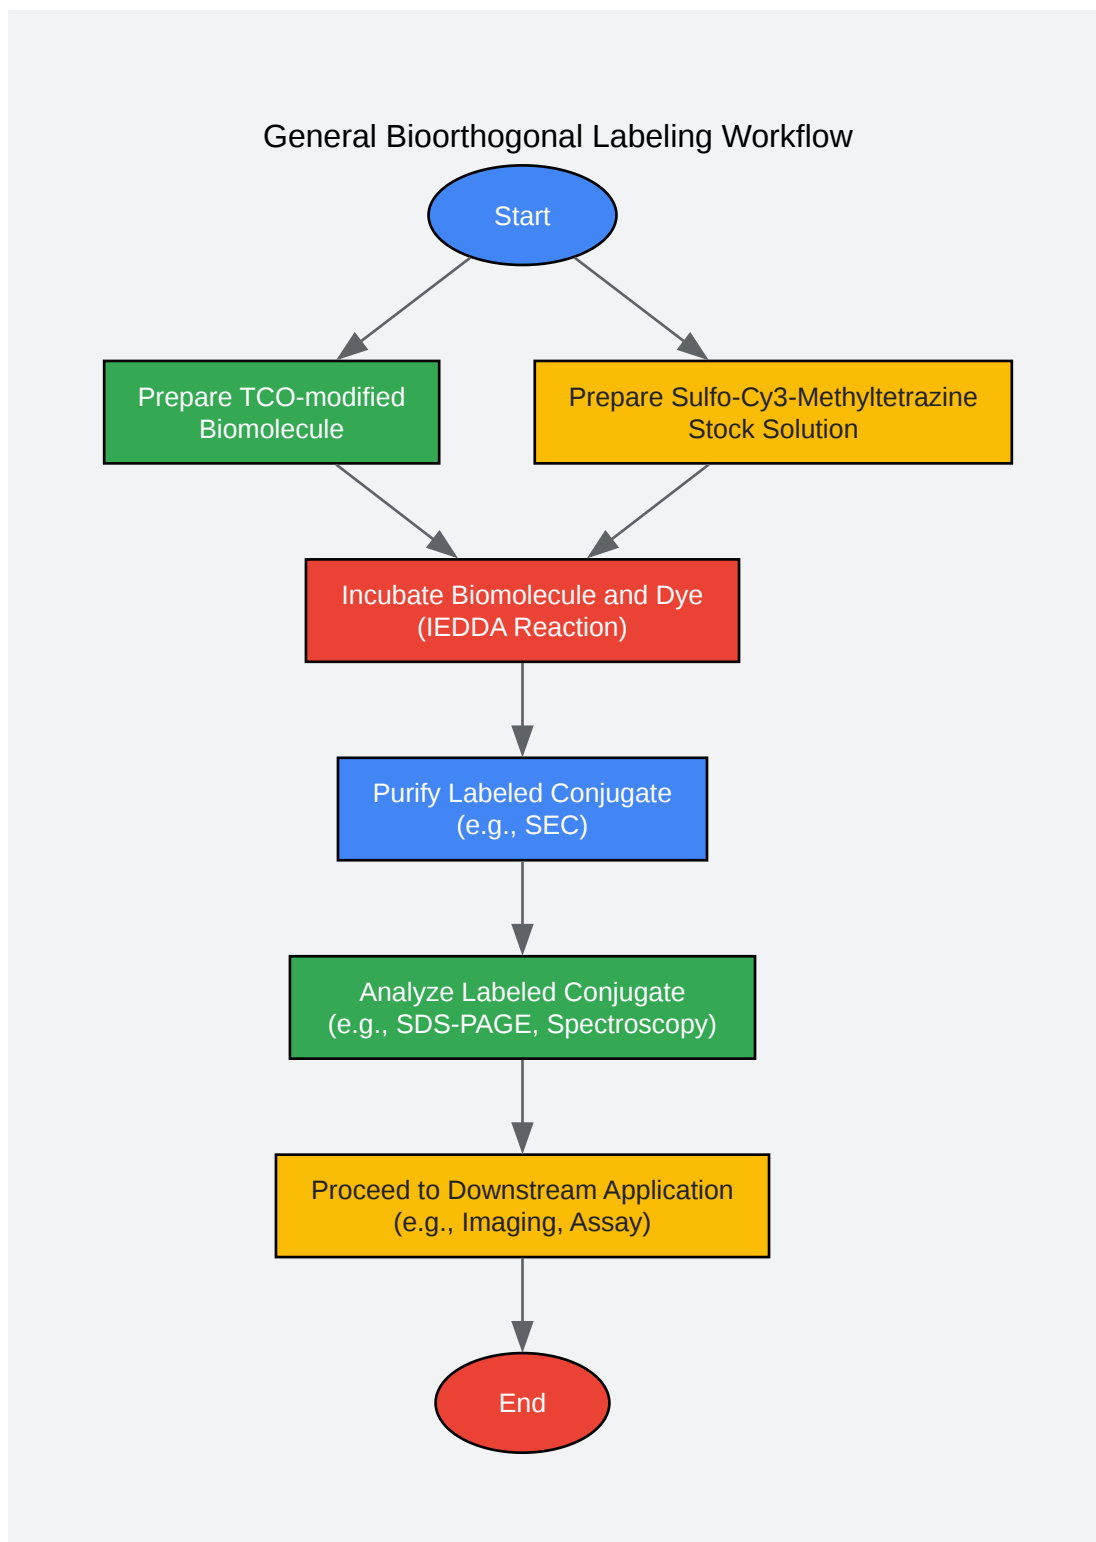 General Bioorthogonal Labeling Workflow
Start
Prepare TCO-modified
Biomolecule
Prepare Sulfo-Cy3-Methyltetrazine
Stock Solution
Incubate Biomolecule and Dye
(IEDDA Reaction)
Purify Labeled Conjugate
(e.g., SEC)
Analyze Labeled Conjugate
(e.g., SDS-PAGE, Spectroscopy)
Proceed to Downstream Application
(e.g., Imaging, Assay)
End